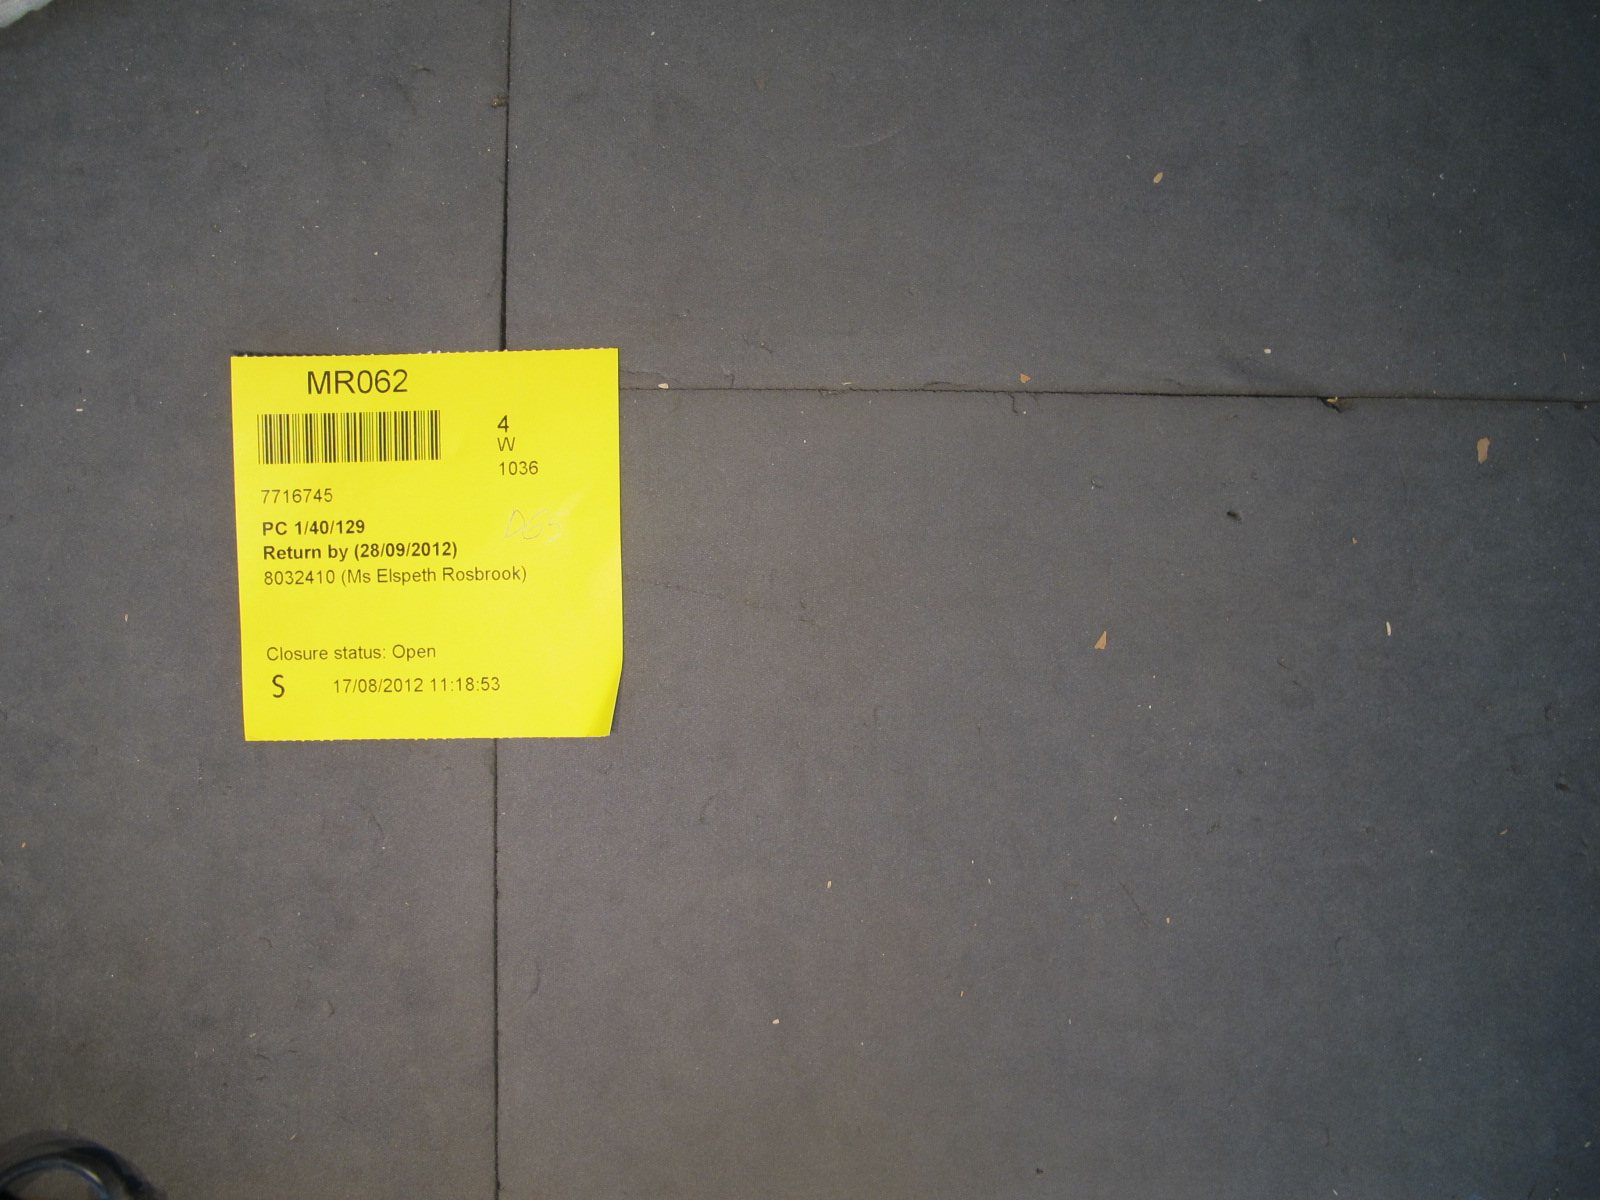 MR062
4
W
1036
7716745
PC 1/40/129
Return by (28/09/2012)
8032410 (Ms Elspeth Rosbrook)
Closure status: Open
S 17/08/2012 11:18:53